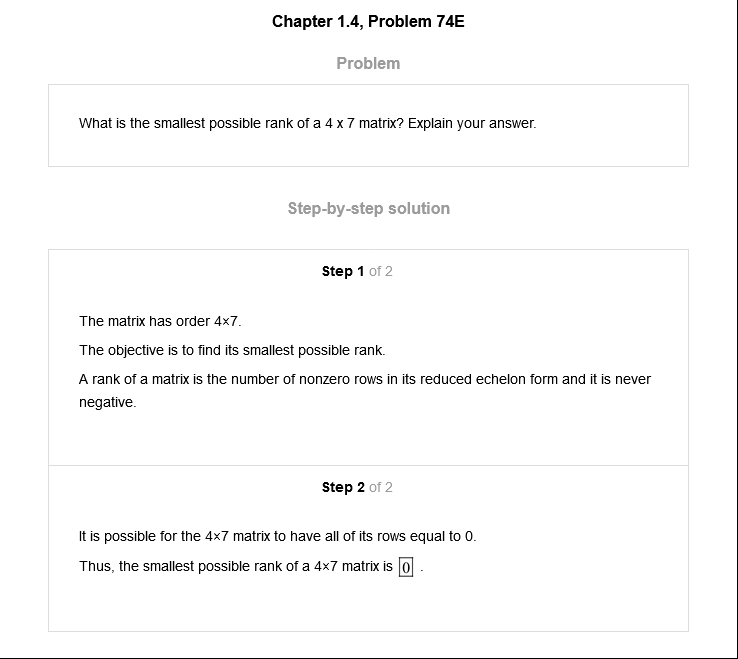 Chapter 1.4, Problem 74E
Problem
What is the smallest possible rank of a 4 x 7 matrix? Explain your answer.
Step-by-step solution
Step 1 of 2
The matrix has order 4×7.
The objective is to find its smallest possible rank.
A rank of a matrix is the number of nonzero rows in its reduced echelon form and it is never
negative.
Step 2 of 2
It is possible for the 4×7 matrix to have all of its rows equal to 0.
Thus, the smallest possible rank of a 4×7 matrix is 0 .